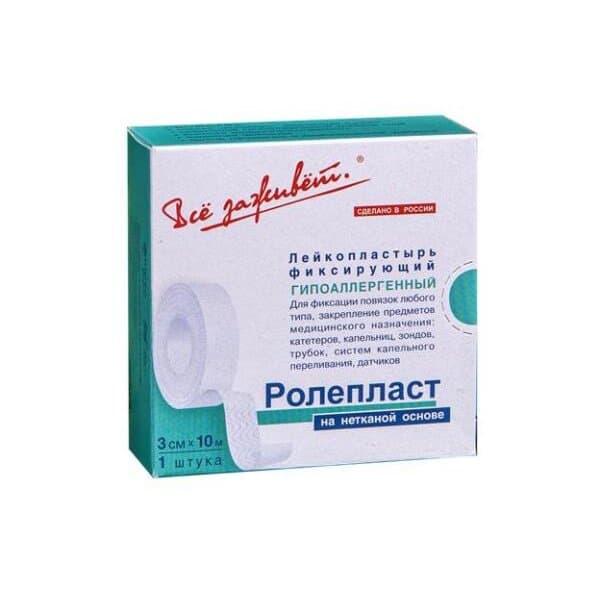 Всё заживёт.®
СДЕЛАНО В РОССИИ
Лейкопластырь
фиксирующий
ГИПОАЛЛЕРГЕННЫЙ
Для фиксации повязок любого
типа, закрепление предметов
медицинского назначения:
катетеров, капельниц, зондов,
трубок, систем капельного
переливания, датчиков
Ролепласт
на нетканой основе
3 см × 10 м
1 штука